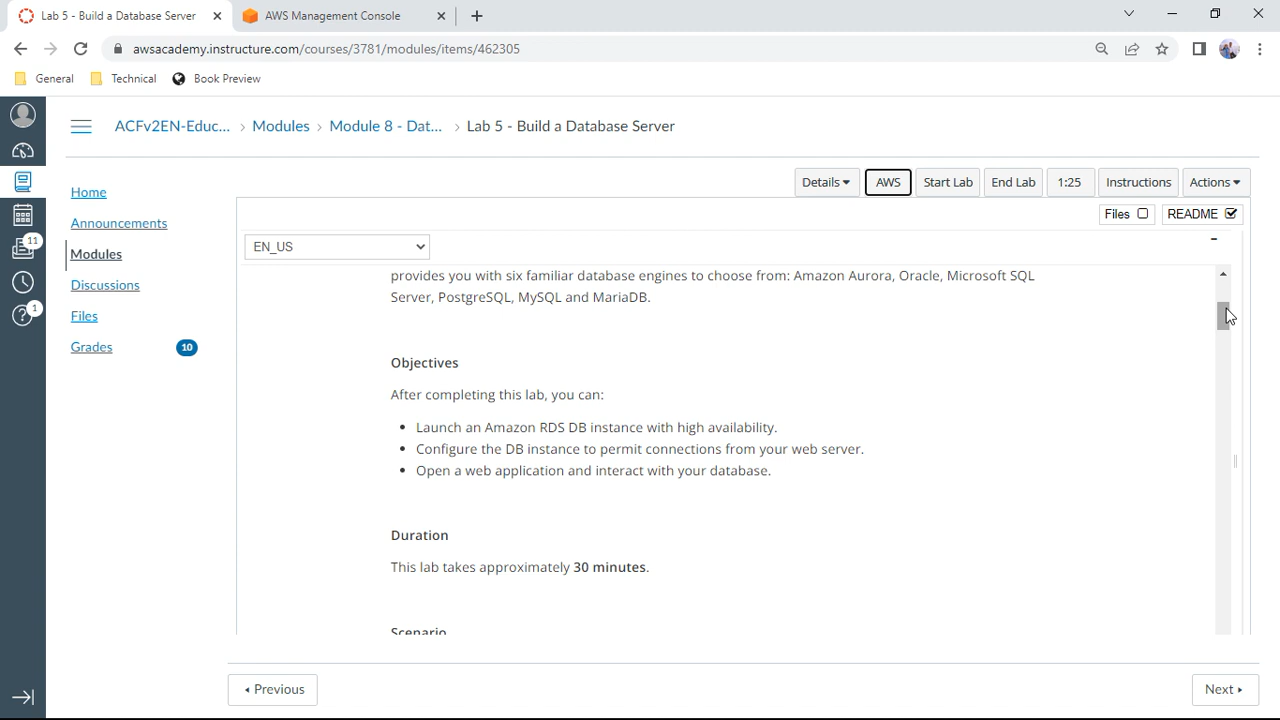 Lab 5 - Build a Database Server
AWS Management Console
awsacademy.instructure.com/courses/3781/modules/items/462305
General
Technical
Book Preview
ACFv2EN-Educ... > Modules > Module 8 - Dat... > Lab 5 - Build a Database Server
Details
AWS
Start Lab
End Lab
1:25
Instructions
Actions
Files
README
EN_US
Home
Announcements
Modules
Discussions
Files
Grades
10
11
1
provides you with six familiar database engines to choose from: Amazon Aurora, Oracle, Microsoft SQL
Server, PostgreSQL, MySQL and MariaDB.
Objectives
After completing this lab, you can:
• Launch an Amazon RDS DB instance with high availability.
• Configure the DB instance to permit connections from your web server.
• Open a web application and interact with your database.
Duration
This lab takes approximately 30 minutes.
Scenario
Previous
Next